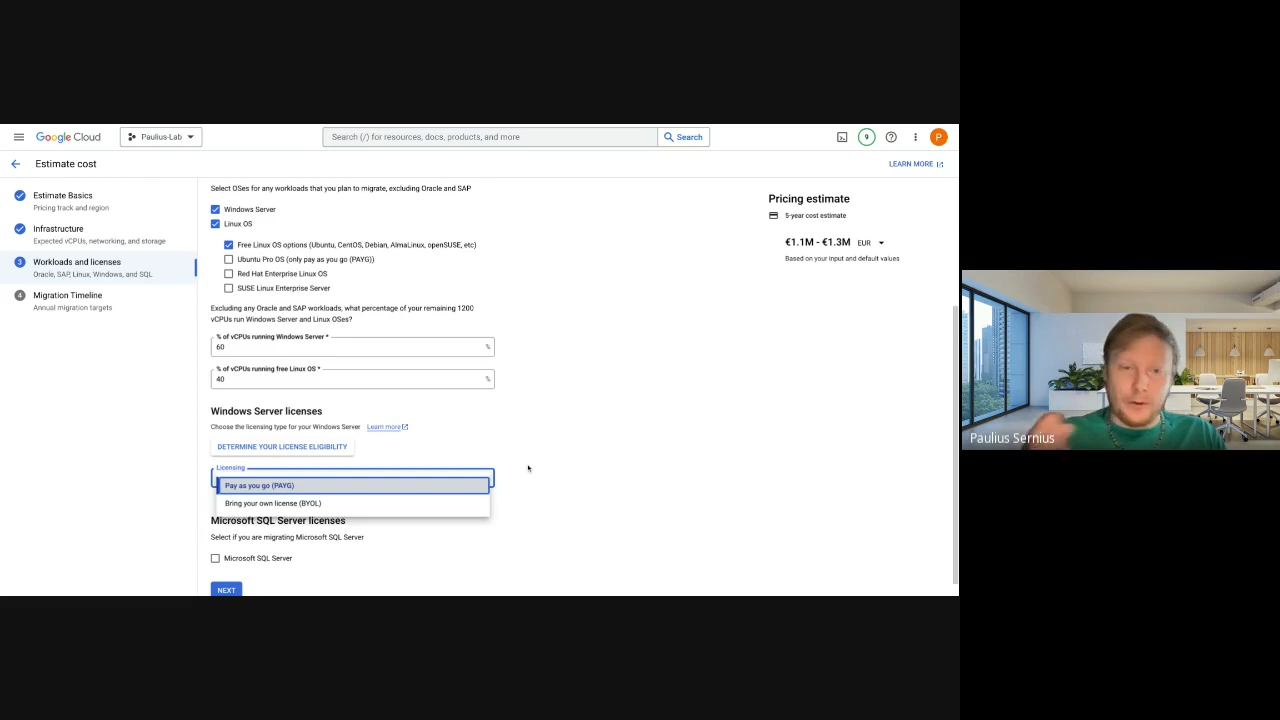 Google Cloud
Paulius-Lab
Search (/) for resources, docs, products, and more
Search
9
P
Estimate cost
LEARN MORE
Estimate Basics
Pricing track and region
Infrastructure
Expected vCPUs, networking, and storage
3
Workloads and licenses
Oracle, SAP, Linux, Windows, and SQL
4
Migration Timeline
Annual migration targets
Select OSes for any workloads that you plan to migrate, excluding Oracle and SAP
Windows Server
Linux OS
Free Linux OS options (Ubuntu, CentOS, Debian, AlmaLinux, openSUSE, etc)
Ubuntu Pro OS (only pay as you go (PAYG))
Red Hat Enterprise Linux OS
SUSE Linux Enterprise Server
Excluding any Oracle and SAP workloads, what percentage of your remaining 1200
vCPUs run Windows Server and Linux OSes?
% of vCPUs running Windows Server *
60 %
% of vCPUs running free Linux OS *
40 %
Windows Server licenses
Choose the licensing type for your Windows Server Learn more
DETERMINE YOUR LICENSE ELIGIBILITY
Licensing
Pay as you go (PAYG)
Bring your own license (BYOL)
Microsoft SQL Server licenses
Select if you are migrating Microsoft SQL Server
Microsoft SQL Server
NEXT
Pricing estimate
5-year cost estimate
€1.1M - €1.3M EUR
Based on your input and default values
Paulius Sernius